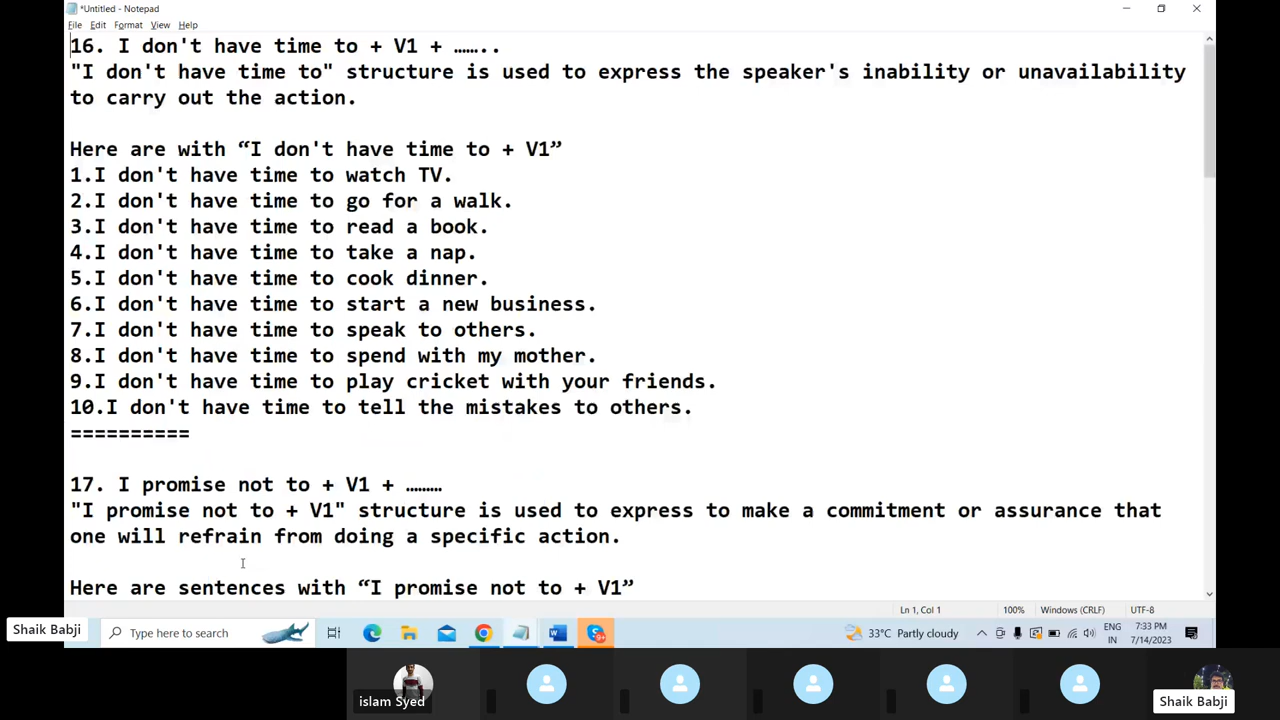 *Untitled - Notepad
File Edit Format View Help
16. I don't have time to + V1 + ……..
"I don't have time to" structure is used to express the speaker's inability or unavailability
to carry out the action.
Here are with “I don't have time to + V1”
1.I don't have time to watch TV.
2.I don't have time to go for a walk.
3.I don't have time to read a book.
4.I don't have time to take a nap.
5.I don't have time to cook dinner.
6.I don't have time to start a new business.
7.I don't have time to speak to others.
8.I don't have time to spend with my mother.
9.I don't have time to play cricket with your friends.
10.I don't have time to tell the mistakes to others.
==========
17. I promise not to + V1 + ………
"I promise not to + V1" structure is used to express to make a commitment or assurance that
one will refrain from doing a specific action.
Here are sentences with “I promise not to + V1”
Ln 1, Col 1 100% Windows (CRLF) UTF-8
Shaik Babji
Type here to search
33°C Partly cloudy
ENG
IN
7:33 PM
7/14/2023
islam Syed
Shaik Babji